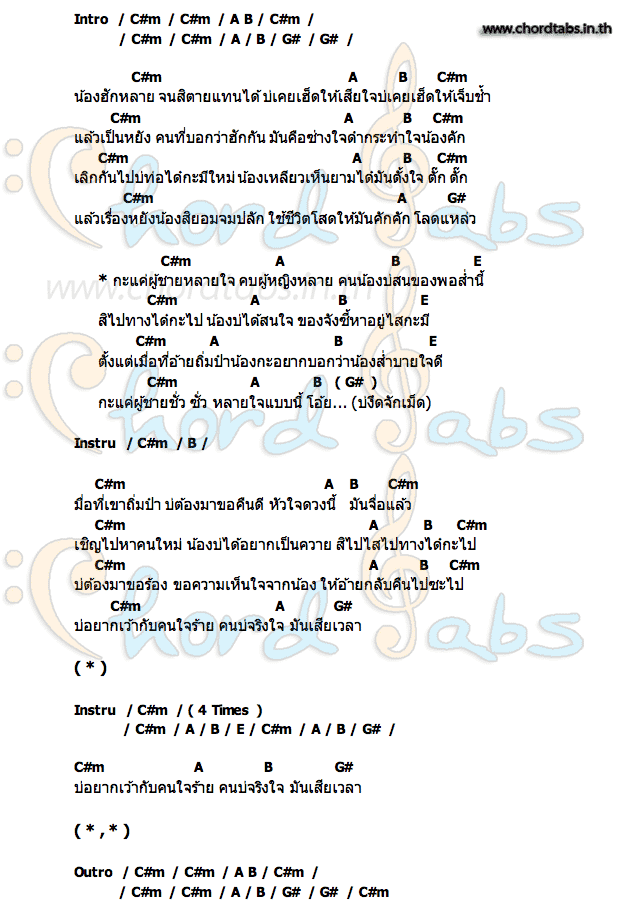 Intro / C#m / C#m / A B / C#m /
www.chordtabs.in.th
/ C#m / C#m / A / B / G# / G# /
C#m A B C#m
น้องฮักหลาย จนสิตายแทนได้ บ่เคยเฮ็ดให้เสียใจบ่เคยเฮ็ดให้เจ็บช้ำ
C#m A B C#m
แล้วเป็นหยัง คนที่บอกว่าฮักกัน มันคือช่างใจดำกระทำใจน้องคัก
C#m A B C#m
เลิกกันไปบ่ท่อได๋กะมีใหม่ น้องเหลียวเห็นยามได๋มันตั้งใจ ตั๊ก ตั๊ก
C#m A G#
แล้วเรื่องหยังน้องสิยอมจมปลัก ใช้ชีวิตโสดให้มันคักคัก โลดแหล่ว
C#m A B E
* กะแค่ผู้ชายหลายใจ คบผู้หญิงหลาย คนน้องบ่สนของพอส่ำนี้
www.chordtabs.in.th
C#m A B E
สิไปทางได๋กะไป น้องบ่ได้สนใจ ของจังซี้หาอยู่ไสกะมี
C#m A B E
ตั้งแต่เมื่อที่อ้ายถิ่มป๋าน้องกะอยากบอกว่าน้องส่ำบายใจดี
C#m A B ( G# )
กะแค่ผู้ชายชั่ว ชั่ว หลายใจแบบนี้ โอ้ย... (บ่งึดจักเม็ด)
Instru / C#m / B /
C#m A B C#m
มื่อที่เขาถิ่มป๋า บ่ต้องมาขอคืนดี หัวใจดวงนี้ มันจื่อแล้ว
C#m A B C#m
เชิญไปหาคนใหม่ น้องบ่ได้อยากเป็นควาย สิไปไสไปทางได๋กะไป
C#m A B C#m
บ่ต้องมาขอร้อง ขอความเห็นใจจากน้อง ให้อ้ายกลับคืนไปซะไป
C#m A G#
บ่อยากเว้ากับคนใจร้าย คนบ่จริงใจ มันเสียเวลา
( * )
Instru / C#m / ( 4 Times )
/ C#m / A / B / E / C#m / A / B / G# /
C#m A B G#
บ่อยากเว้ากับคนใจร้าย คนบ่จริงใจ มันเสียเวลา
( * , * )
Outro / C#m / C#m / A B / C#m /
/ C#m / C#m / A / B / G# / G# / C#m
Chord Tabs
Chord Tabs
Chord Tabs